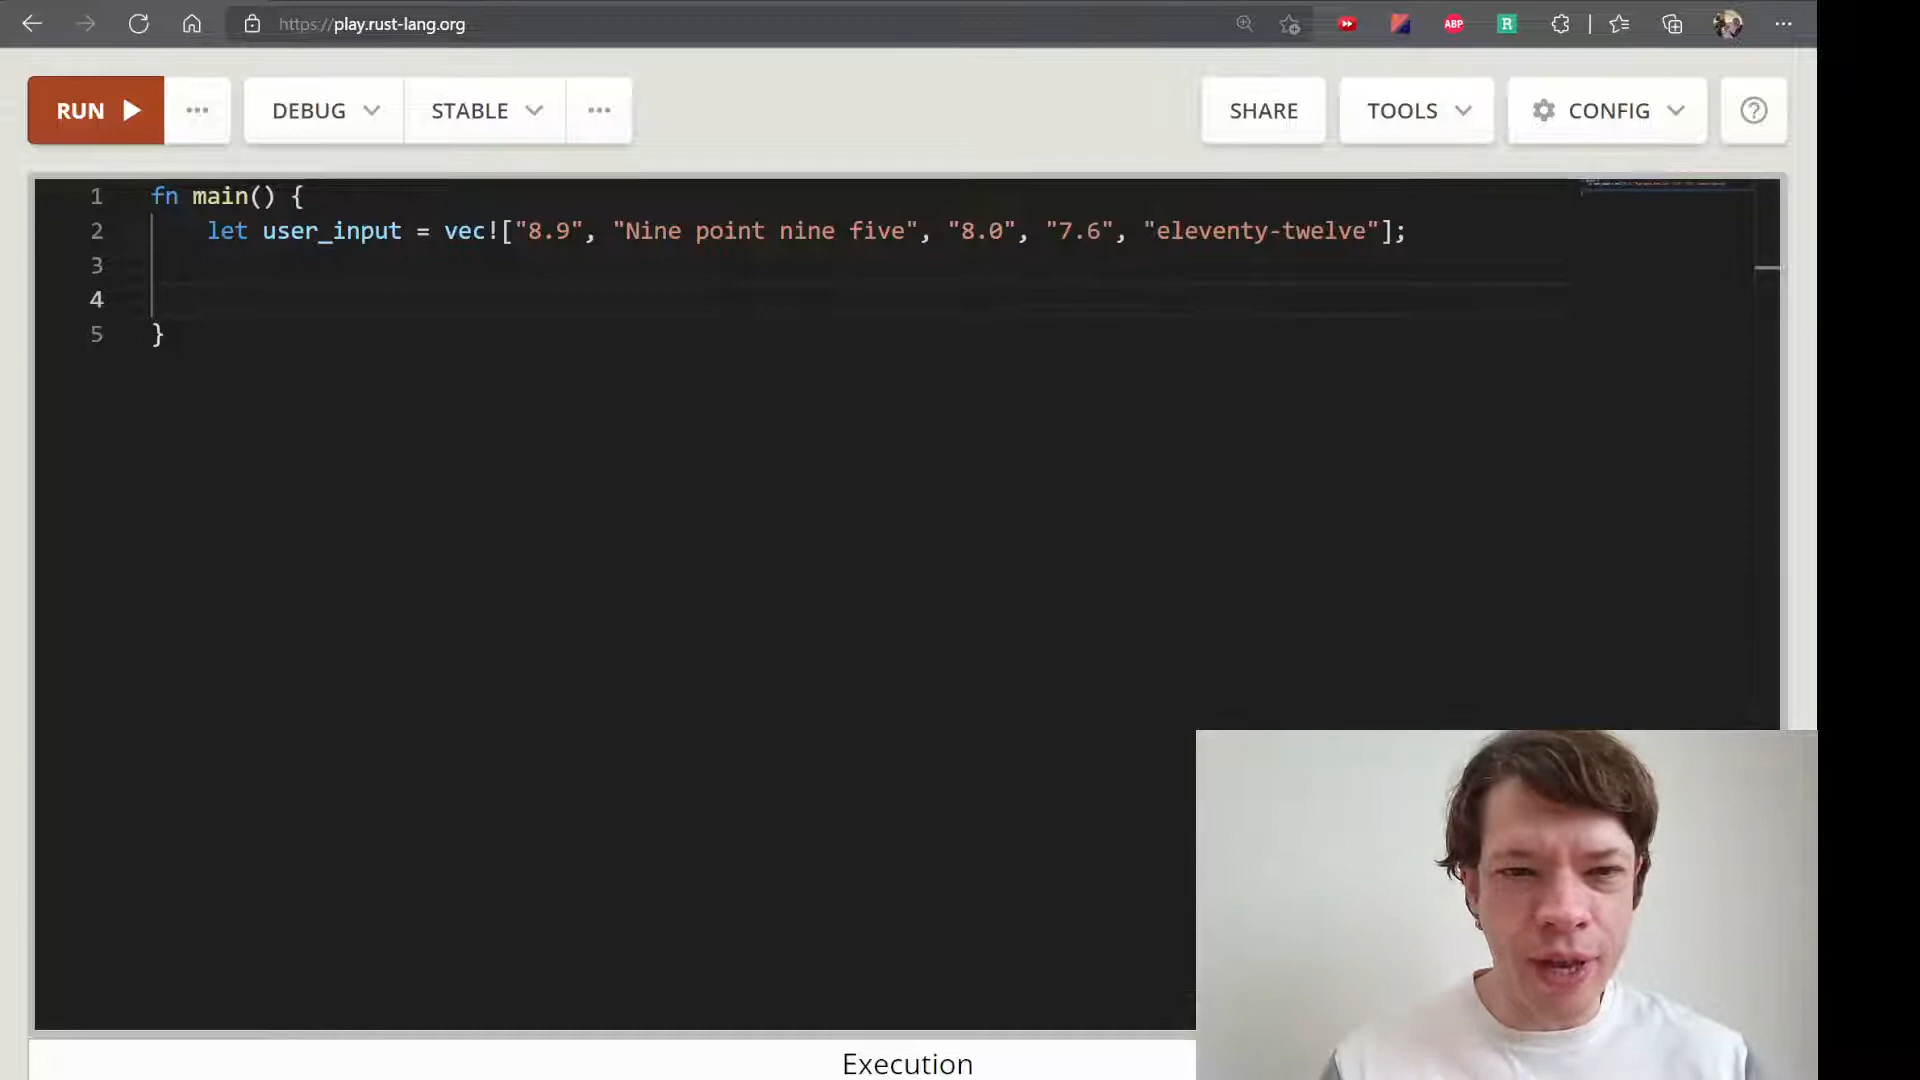 https://play.rust-lang.org
ABP
R
RUN
DEBUG
STABLE
SHARE
TOOLS
CONFIG
1 fn main() {
2     let user_input = vec!["8.9", "Nine point nine five", "8.0", "7.6", "eleventy-twelve"];
3
4
5 }
Execution